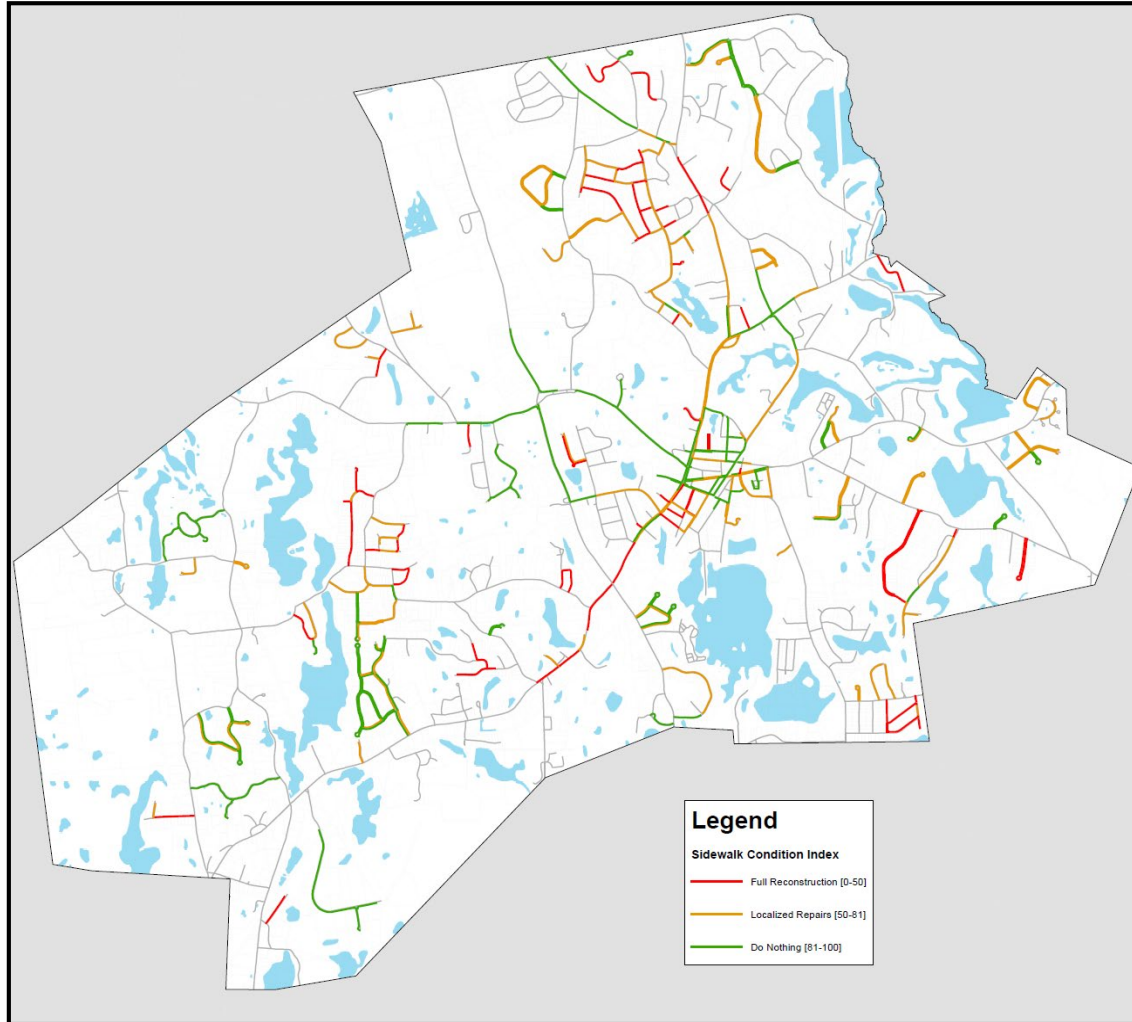 Legend
Sidewalk Condition Index
Full Reconstruction [0-50]
Localized Repairs [50-81]
Do Nothing [81-100]